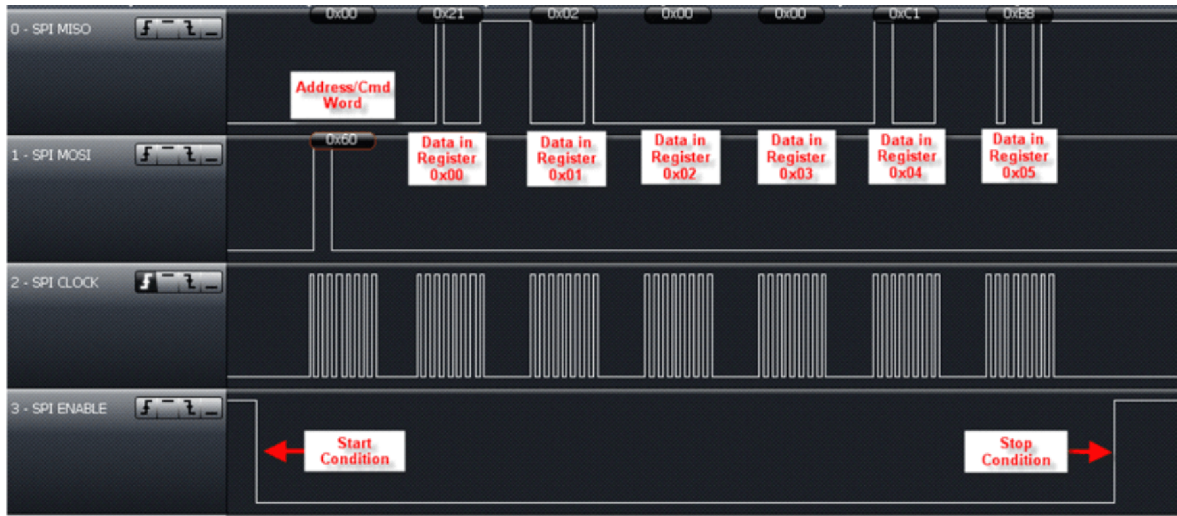 0x00 0x21 0x02 0x00 0x00 0xC1 0xBB
0 - SPI MISO
Address/Cmd
Word
0x60
1 - SPI MOSI
Data in
Register
0x00
Data in
Register
0x01
Data in
Register
0x02
Data in
Register
0x03
Data in
Register
0x04
Data in
Register
0x05
2 - SPI CLOCK
3 - SPI ENABLE
Start
Condition
Stop
Condition